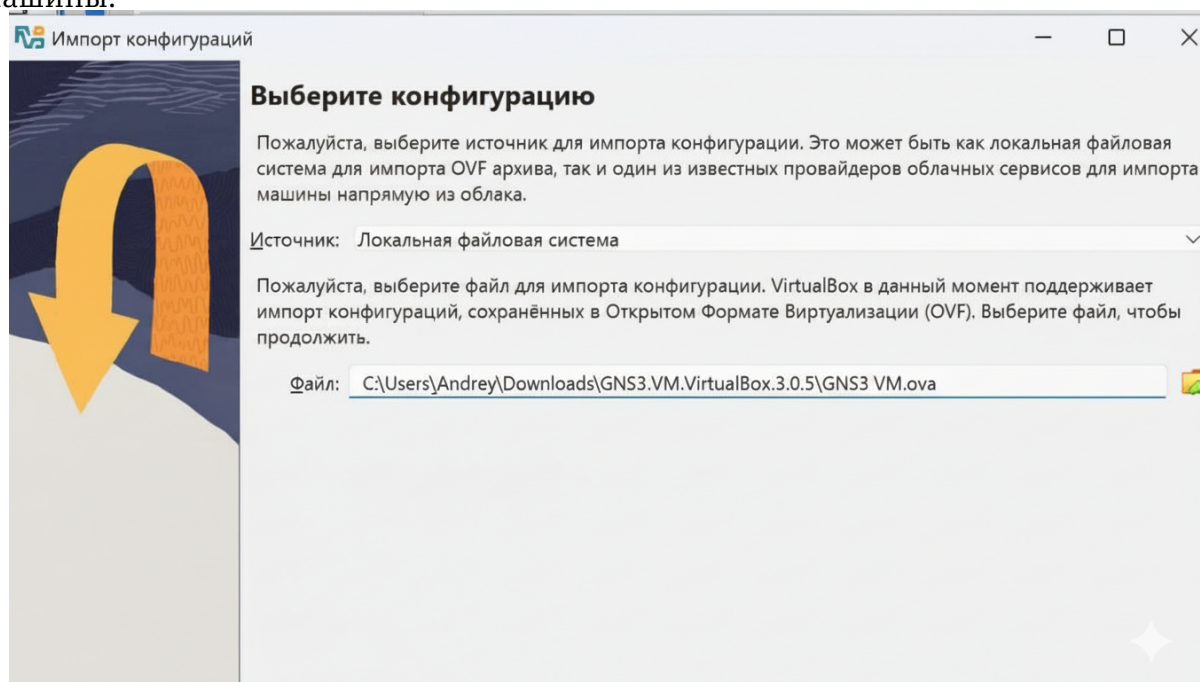 Импорт конфигураций
Выберите конфигурацию
Пожалуйста, выберите источник для импорта конфигурации. Это может быть как локальная файловая
система для импорта OVF архива, так и один из известных провайдеров облачных сервисов для импорта
машины напрямую из облака.
Источник: Локальная файловая система
Пожалуйста, выберите файл для импорта конфигурации. VirtualBox в данный момент поддерживает
импорт конфигураций, сохранённых в Открытом Формате Виртуализации (OVF). Выберите файл, чтобы
продолжить.
Файл: C:\Users\Andrey\Downloads\GNS3.VM.VirtualBox.3.0.5\GNS3 VM.ova